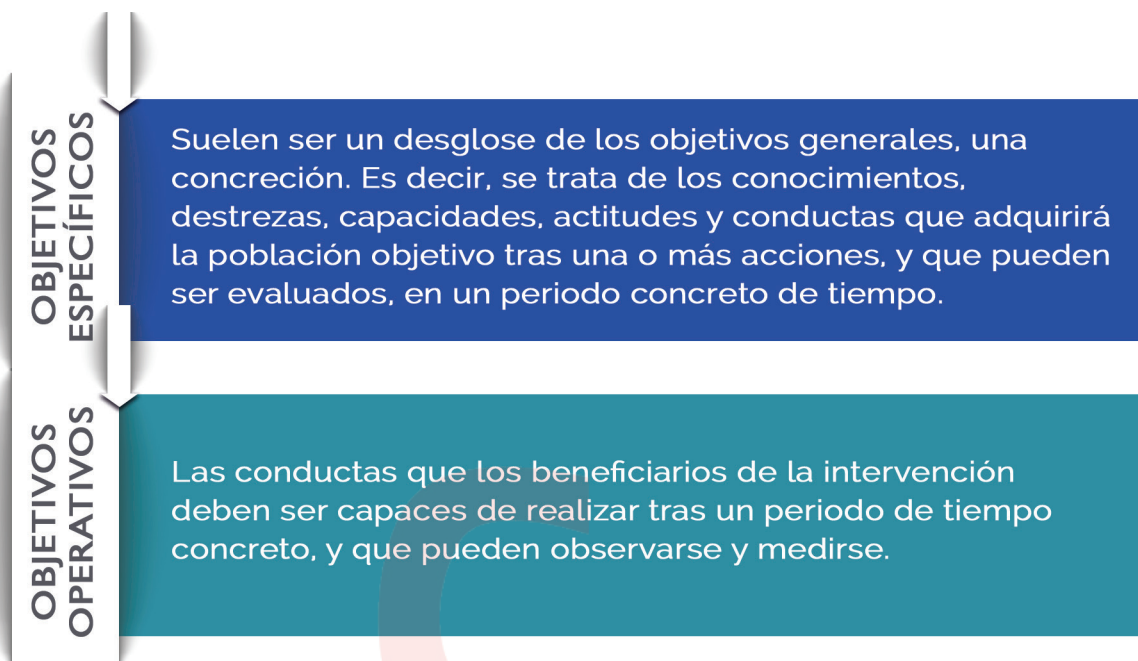 OBJETIVOS
ESPECÍFICOS
Suelen ser un desglose de los objetivos generales, una
concreción. Es decir, se trata de los conocimientos,
destrezas, capacidades, actitudes y conductas que adquirirá
la población objetivo tras una o más acciones, y que pueden
ser evaluados, en un periodo concreto de tiempo.
OBJETIVOS
OPERATIVOS
Las conductas que los beneficiarios de la intervención
deben ser capaces de realizar tras un periodo de tiempo
concreto, y que pueden observarse y medirse.